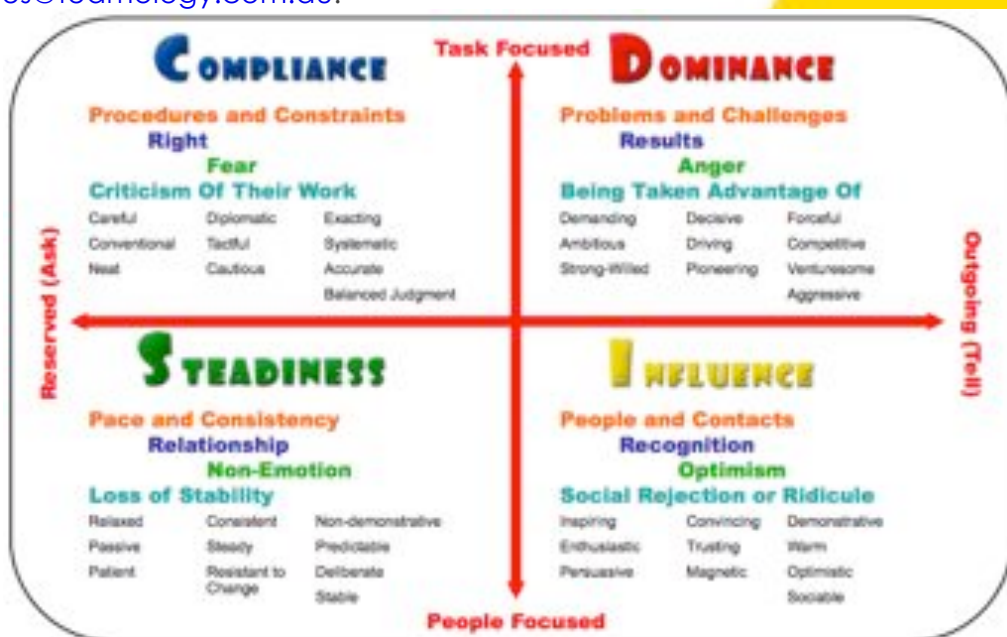 Task Focused
COMPLIANCE
Procedures and Constraints
Right
Fear
Criticism Of Their Work
Careful Diplomatic Exacting
Conventional Tactful Systematic
Neat Cautious Accurate
Balanced Judgment
DOMINANCE
Problems and Challenges
Results
Anger
Being Taken Advantage Of
Demanding Decisive Forceful
Ambitious Driving Competitive
Strong-Willed Pioneering Venturesome
Aggressive
Reserved (Ask)
Outgoing (Tell)
STEADINESS
Pace and Consistency
Relationship
Non-Emotion
Loss of Stability
Relaxed Consistent Non-demonstrative
Passive Steady Predictable
Patient Resistant to Deliberate
Change Stable
INFLUENCE
People and Contacts
Recognition
Optimism
Social Rejection or Ridicule
Inspiring Convincing Demonstrative
Enthusiastic Trusting Warm
Persuasive Magnetic Optimistic
Sociable
People Focused